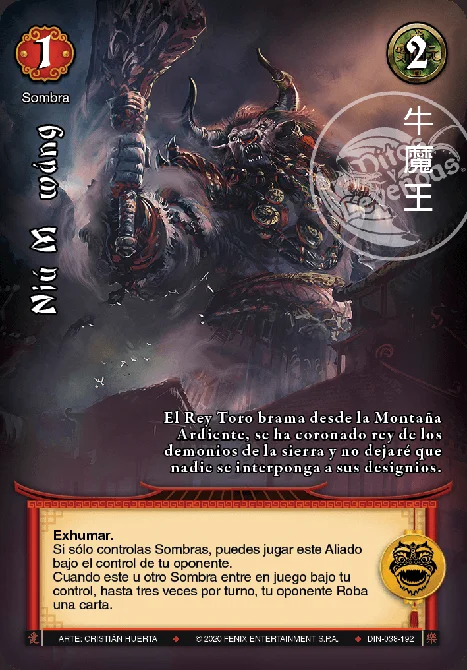 1
2
Sombra
牛魔王
Mitos y Leyendas
Niú M wáng
El Rey Toro brama desde la Montaña
Ardiente, se ha coronado rey de los
demonios de la sierra y no dejaré que
nadie se interponga a sus designios.
Exhumar.
Si sólo controlas Sombras, puedes jugar este Aliado
bajo el control de tu oponente.
Cuando este u otro Sombra entre en juego bajo tu
control, hasta tres veces por turno, tu oponente Roba
una carta.
ARTE: CRISTIÁN HUERTA ♦ © 2020 FENIX ENTERTAINMENT S.R.A. ♦ DIN-038-192